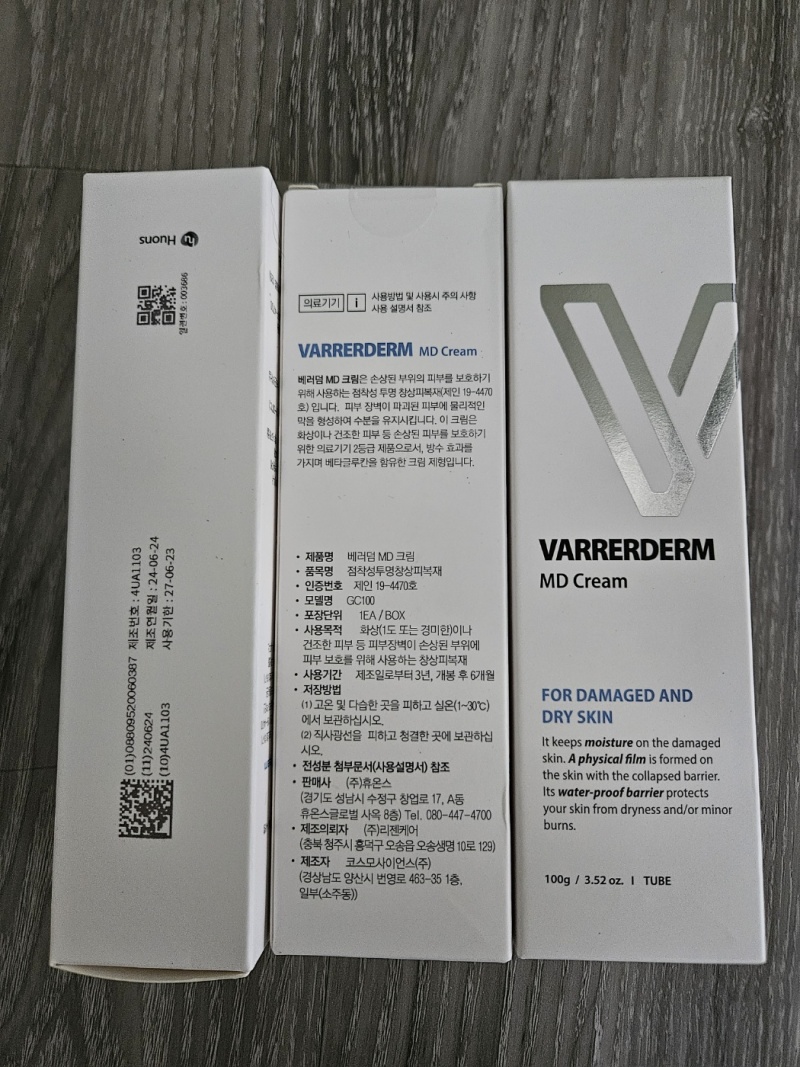 Huons
일련번호 : 003686
제조번호 : 4UA1103
제조연월일 : 24-06-24
사용기한 : 27-06-23
(01)08809520060387
(11)240624
(10)4UA1103
의료기기 i 사용방법 및 사용시 주의 사항
사용 설명서 참조
VARRERDERM MD Cream
베러덤 MD 크림은 손상된 부위의 피부를 보호하기
위해 사용하는 점착성 투명 창상피복재(제인 19-4470
호) 입니다. 피부 장벽이 파괴된 피부에 물리적인
막을 형성하여 수분을 유지시킵니다. 이 크림은
화상이나 건조한 피부 등 손상된 피부를 보호하기
위한 의료기기 2등급 제품으로서, 방수 효과를
가지며 베타글루칸을 함유한 크림 제형입니다.
• 제품명 베러덤 MD 크림
• 품목명 점착성투명창상피복재
• 인증번호 제인 19-4470호
• 모델명 GC100
• 포장단위 1EA / BOX
• 사용목적 화상(1도 또는 경미한)이나
건조한 피부 등 피부장벽이 손상된 부위에
피부 보호를 위해 사용하는 창상피복재
• 사용기간 제조일로부터 3년, 개봉 후 6개월
• 저장방법
(1) 고온 및 다습한 곳을 피하고 실온(1~30℃)
에서 보관하십시오.
(2) 직사광선을 피하고 청결한 곳에 보관하십
시오.
• 전성분 첨부문서(사용설명서) 참조
• 판매사 (주)휴온스
(경기도 성남시 수정구 창업로 17, A동
휴온스글로벌 사옥 8층) Tel. 080-447-4700
• 제조의뢰자 (주)리젠케어
(충북 청주시 흥덕구 오송읍 오송생명 10로 129)
• 제조자 코스모사이언스(주)
(경상남도 양산시 번영로 463-35 1층,
일부(소주동))
VARRERDERM
MD Cream
FOR DAMAGED AND
DRY SKIN
It keeps moisture on the damaged
skin. A physical film is formed on
the skin with the collapsed barrier.
Its water-proof barrier protects
your skin from dryness and/or minor
burns.
100g / 3.52 oz. I TUBE